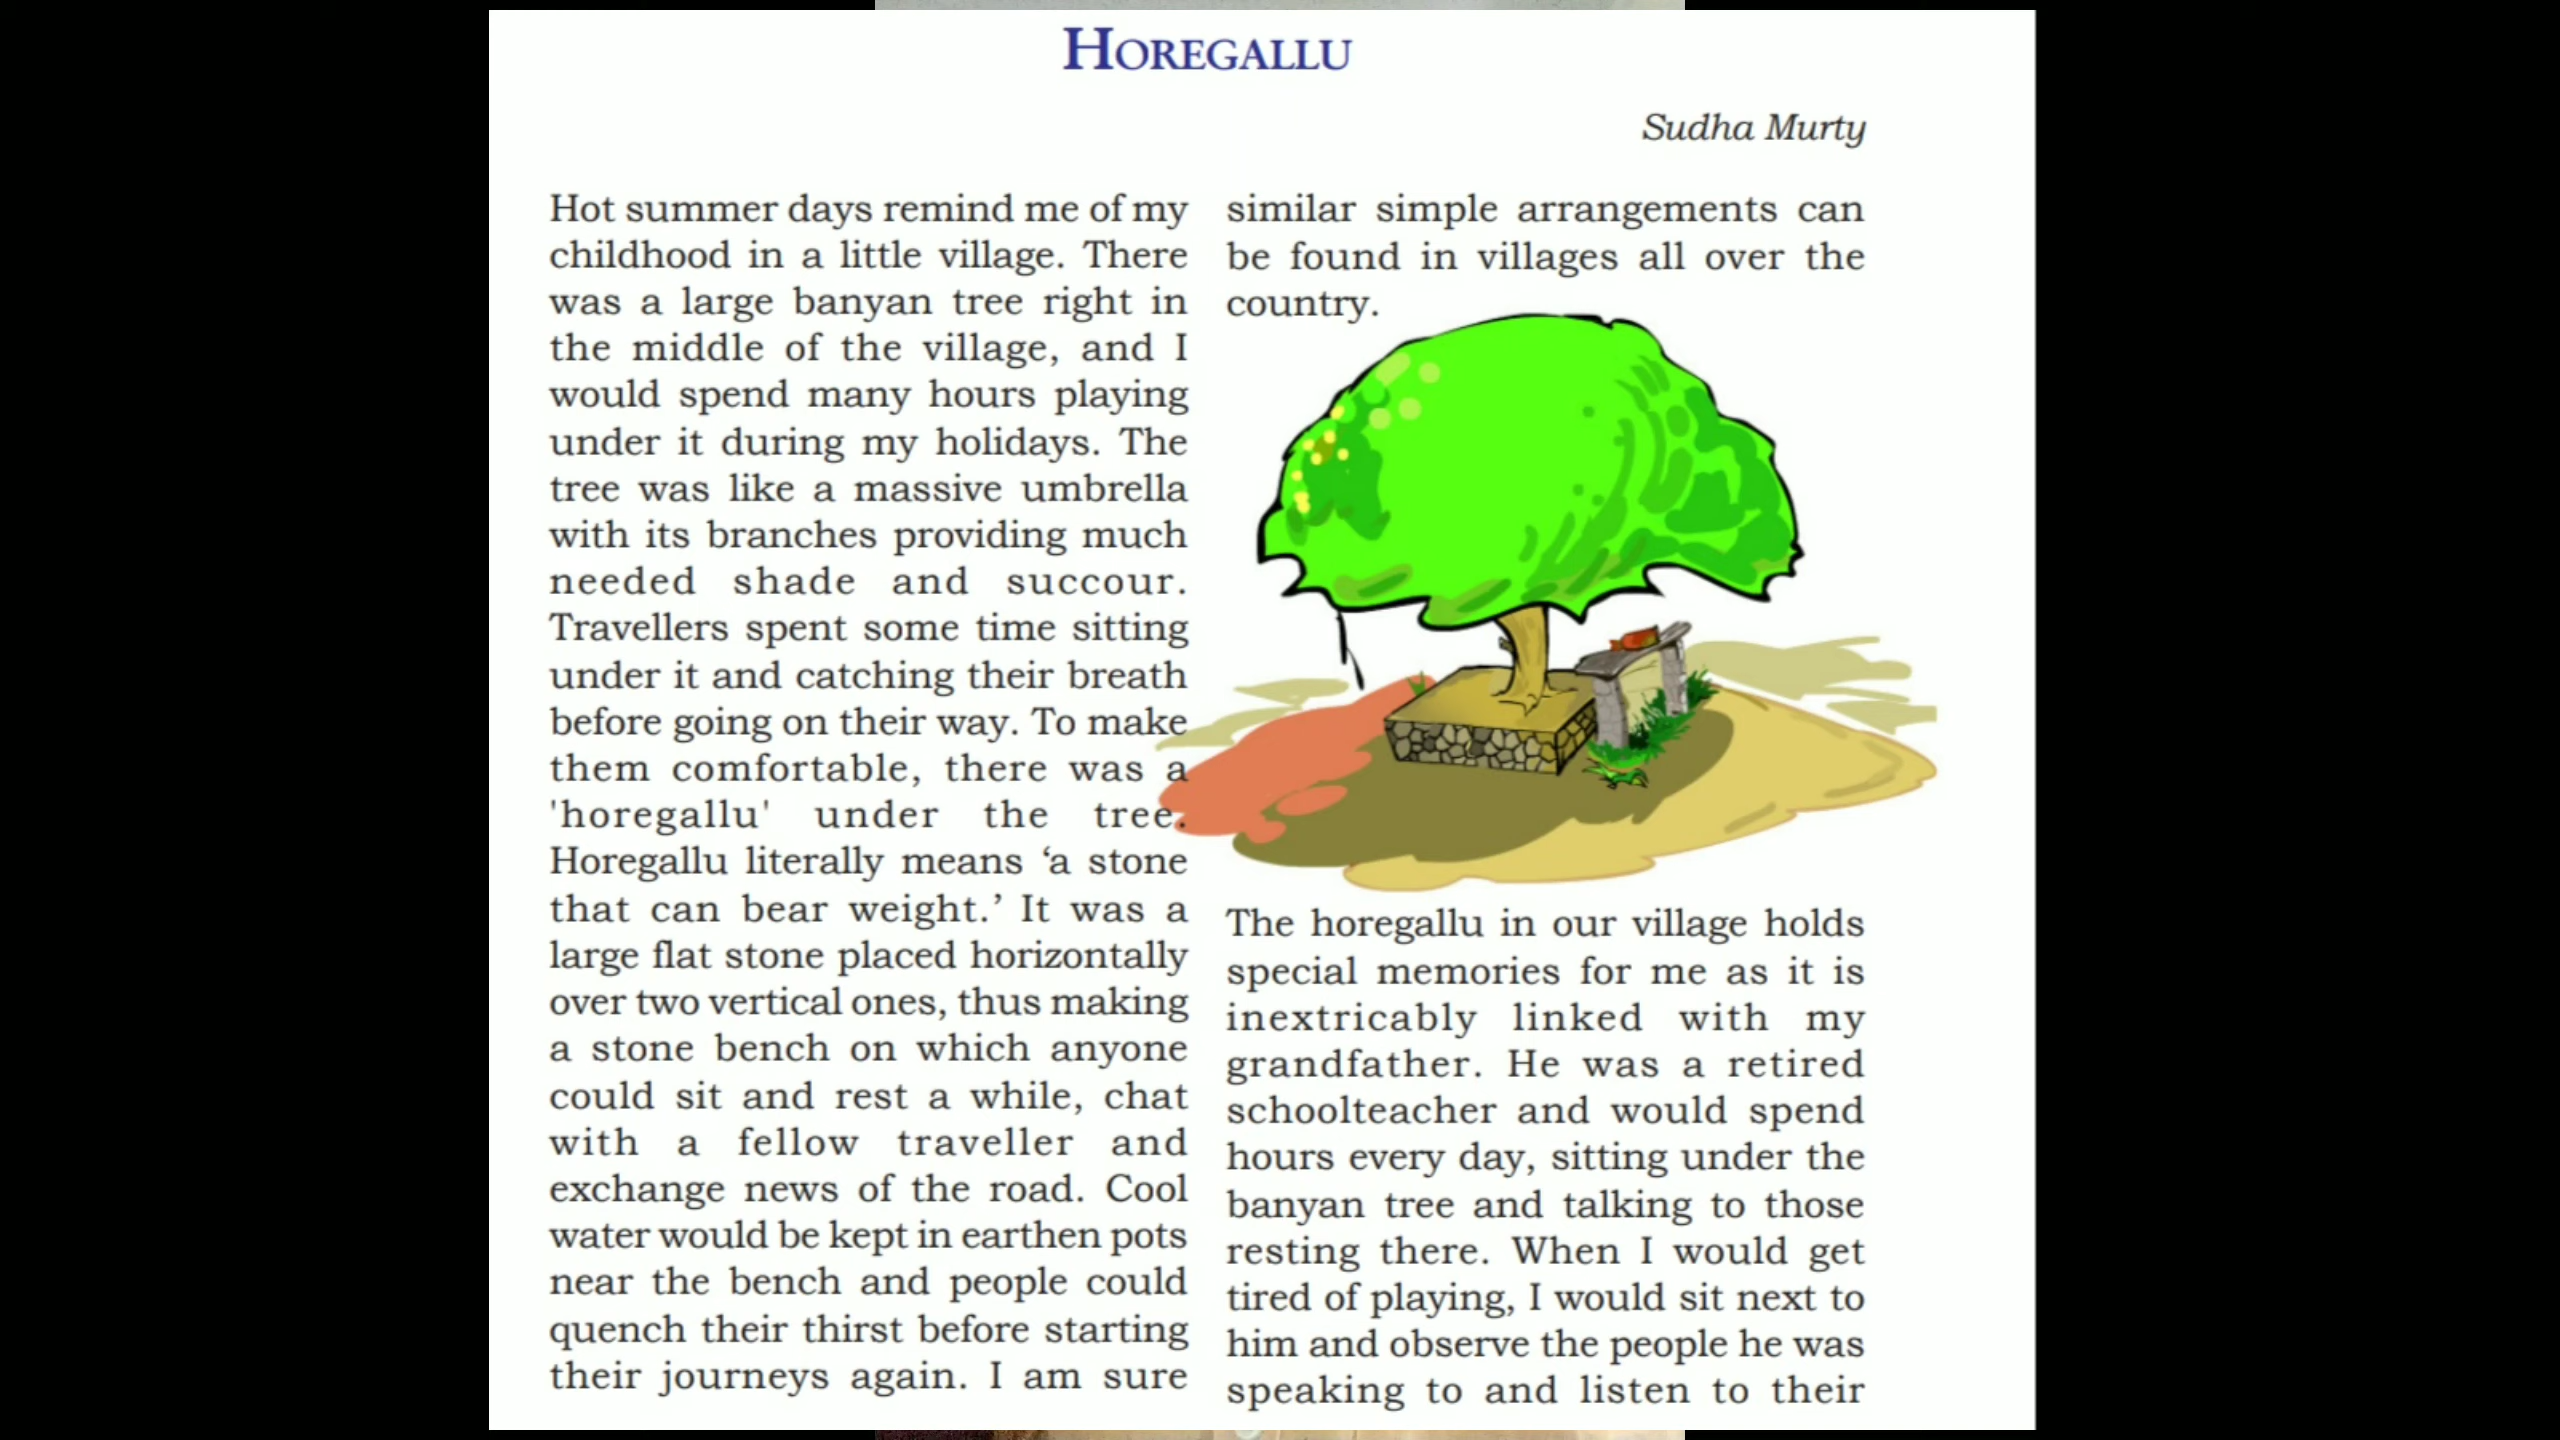 HOREGALLU
Sudha Murty
Hot summer days remind me of my
childhood in a little village. There
was a large banyan tree right in
the middle of the village, and I
would spend many hours playing
under it during my holidays. The
tree was like a massive umbrella
with its branches providing much
needed shade and succour.
Travellers spent some time sitting
under it and catching their breath
before going on their way. To make
them comfortable, there was a
'horegallu' under the tree.
Horegallu literally means ‘a stone
that can bear weight.’ It was a
large flat stone placed horizontally
over two vertical ones, thus making
a stone bench on which anyone
could sit and rest a while, chat
with a fellow traveller and
exchange news of the road. Cool
water would be kept in earthen pots
near the bench and people could
quench their thirst before starting
their journeys again. I am sure
similar simple arrangements can
be found in villages all over the
country.
The horegallu in our village holds
special memories for me as it is
inextricably linked with my
grandfather. He was a retired
schoolteacher and would spend
hours every day, sitting under the
banyan tree and talking to those
resting there. When I would get
tired of playing, I would sit next to
him and observe the people he was
speaking to and listen to their